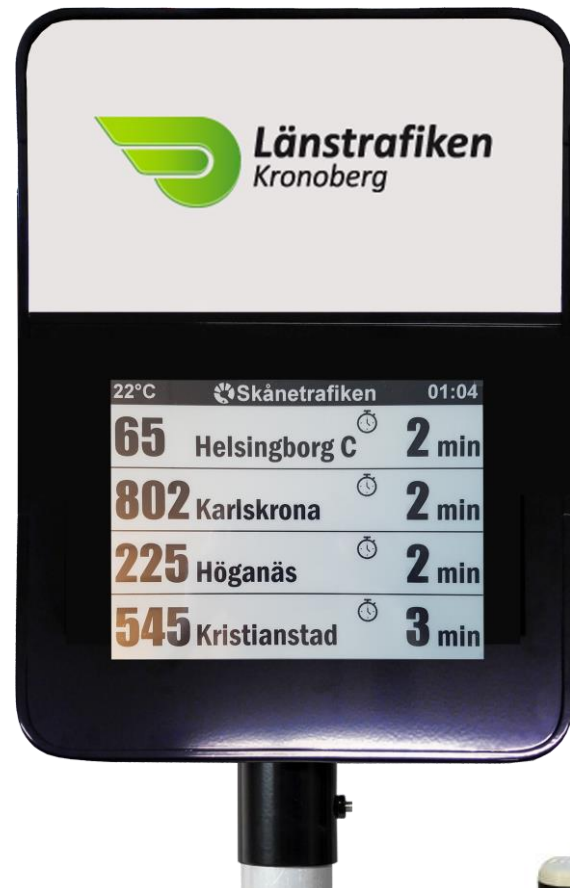 Länstrafiken
Kronoberg
22°C Skånetrafiken 01:04
65 Helsingborg C 2 min
802 Karlskrona 2 min
225 Höganäs 2 min
545 Kristianstad 3 min